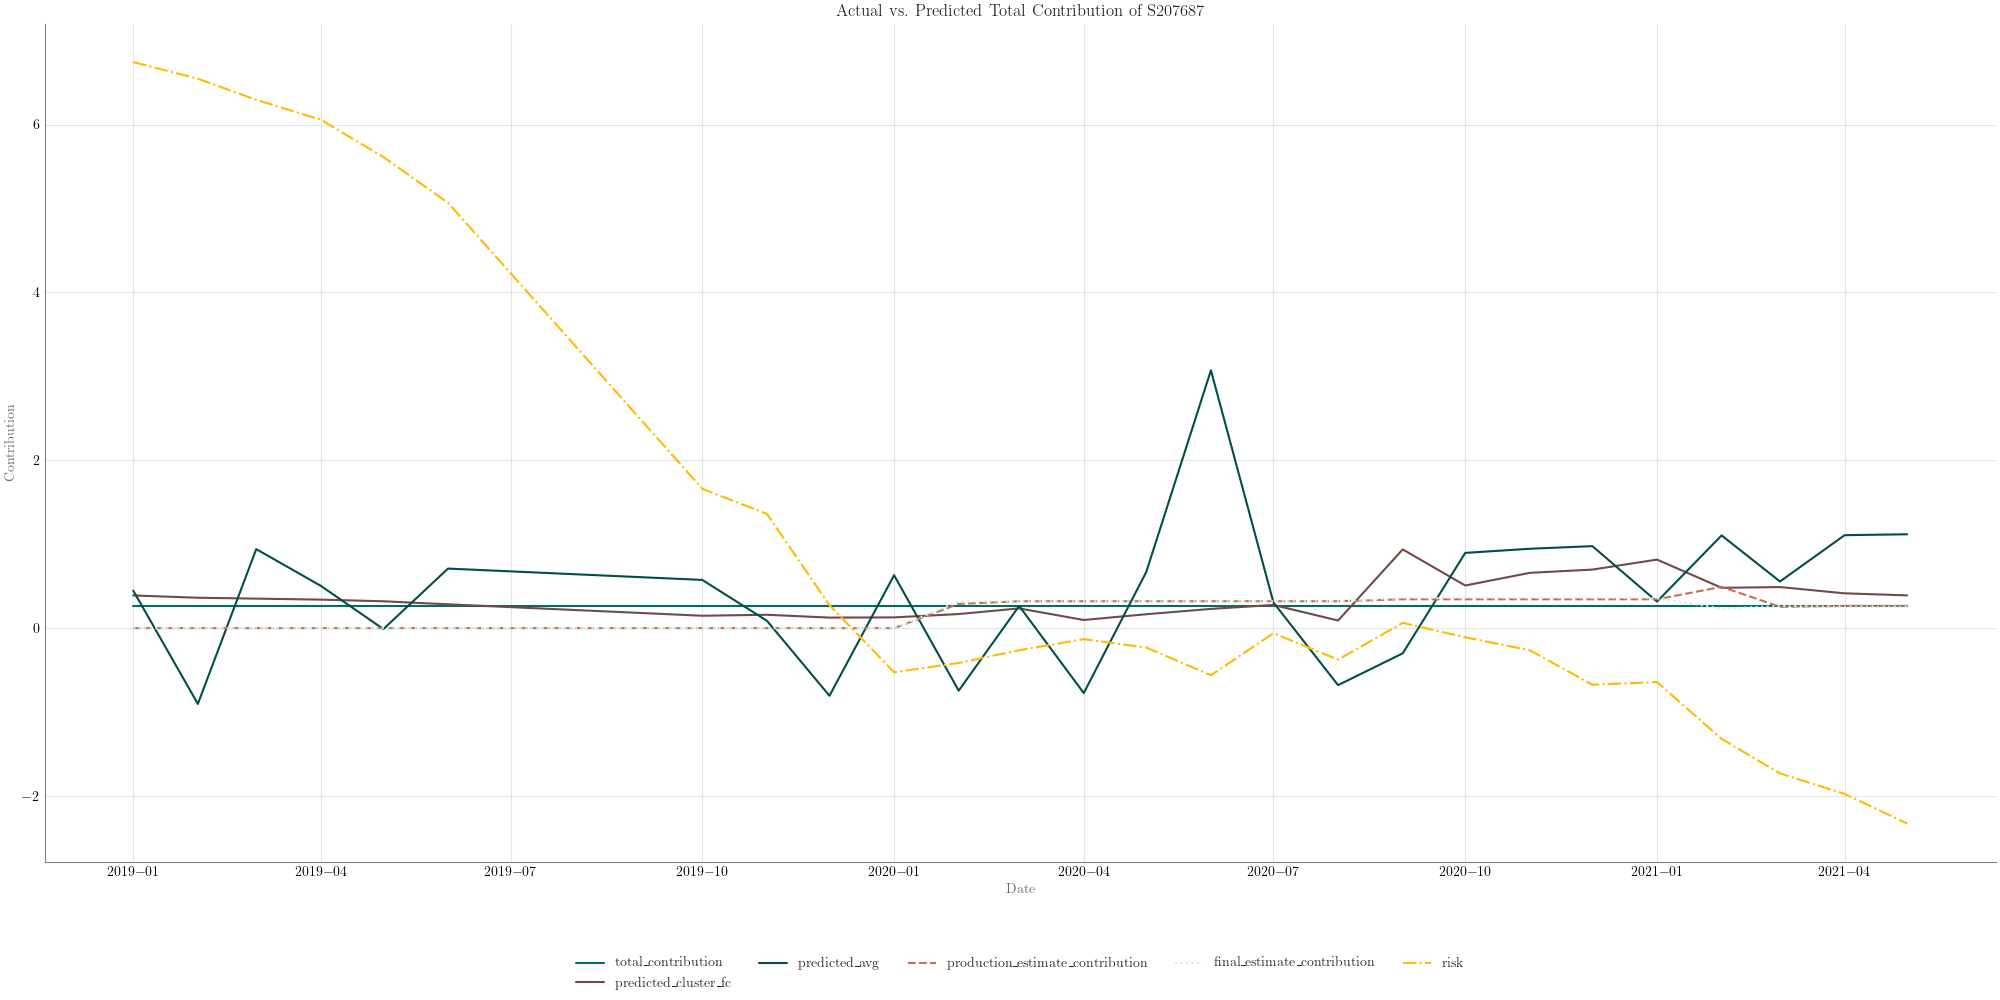 Actual vs. Predicted Total Contribution of S207687
Contribution
6
4
2
0
−2
2019−01 2019−04 2019−07 2019−10 2020−01 2020−04 2020−07 2020−10 2021−01 2021−04
Date
total_contribution predicted_avg production_estimate_contribution final_estimate_contribution risk
predicted_cluster_fc